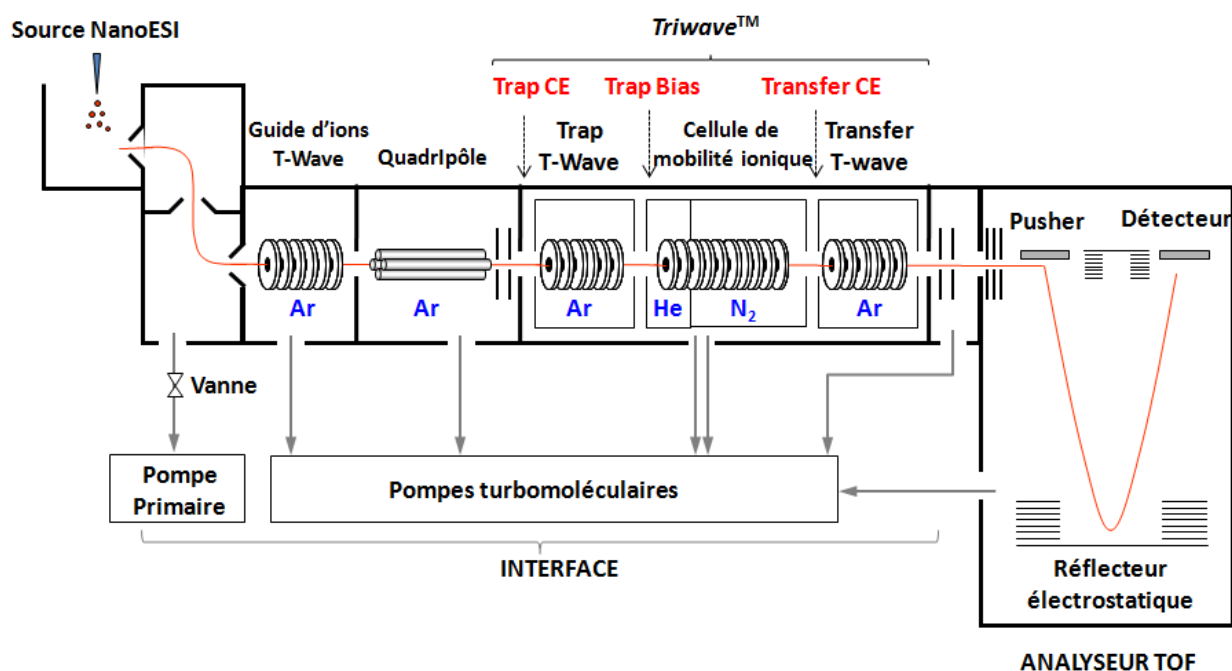 Source NanoESI
Triwave™
Trap CE
Trap Bias
Transfer CE
Guide d'ions
T-Wave
QuadrIpôle
Trap
T-Wave
Cellule de
mobilité ionique
Transfer
T-wave
Pusher
Détecteur
Ar
Ar
Ar
He
N₂
Ar
Vanne
Pompe
Primaire
Pompes turbomoléculaires
INTERFACE
Réflecteur
électrostatique
ANALYSEUR TOF